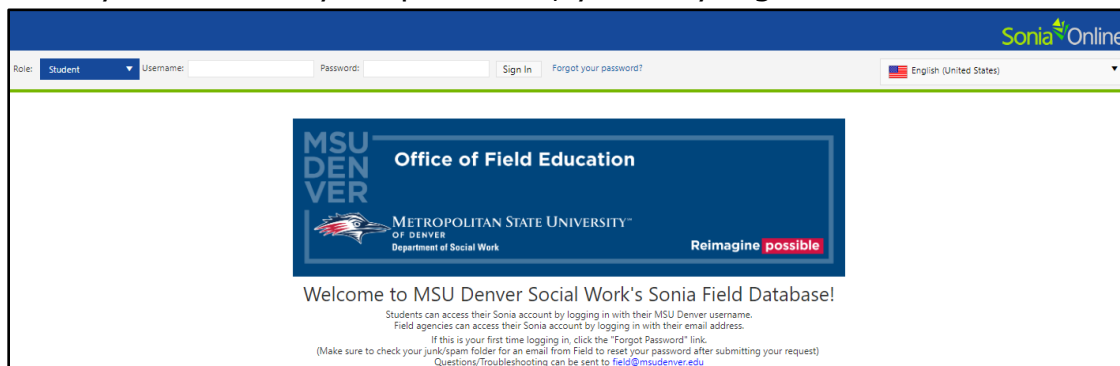 Sonia Online
Role: Student Username: Password: Sign In Forgot your password? English (United States)
MSU
DENVER
Office of Field Education
METROPOLITAN STATE UNIVERSITY™
OF DENVER
Department of Social Work
Reimagine possible
Welcome to MSU Denver Social Work's Sonia Field Database!
Students can access their Sonia account by logging in with their MSU Denver username.
Field agencies can access their Sonia account by logging in with their email address.
If this is your first time logging in, click the "Forgot Password" link.
(Make sure to check your junk/spam folder for an email from Field to reset your password after submitting your request)
Questions/Troubleshooting can be sent to field@msudenver.edu